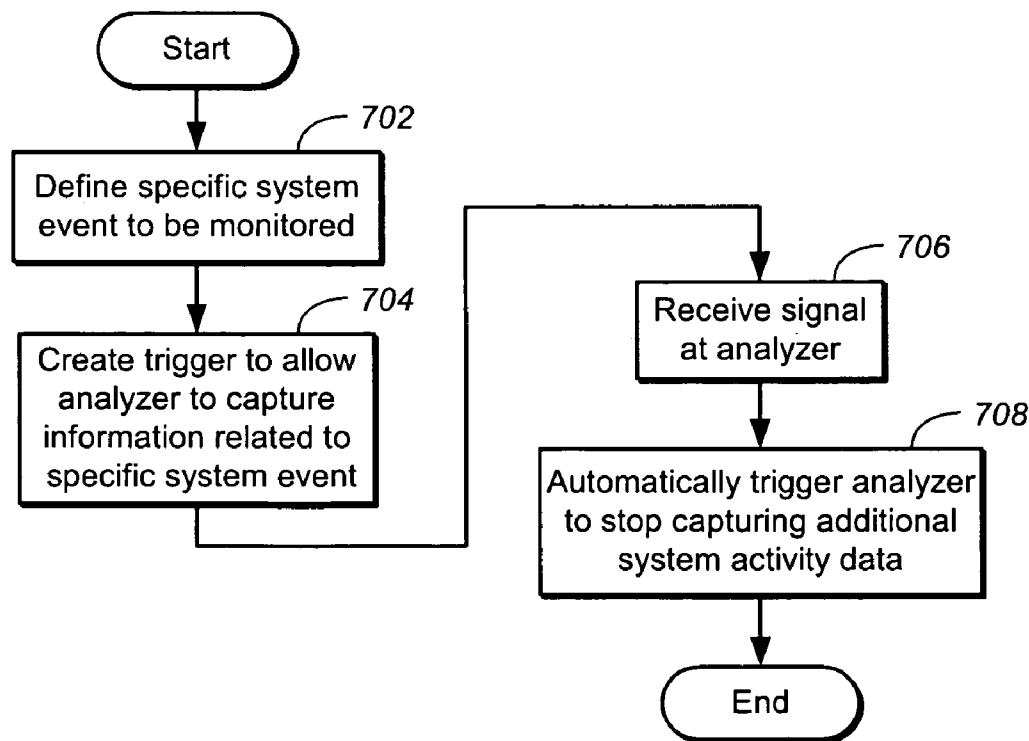 Start
702
Define specific system
event to be monitored
704
Create trigger to allow
analyzer to capture
information related to
specific system event
706
Receive signal
at analyzer
708
Automatically trigger analyzer
to stop capturing additional
system activity data
End